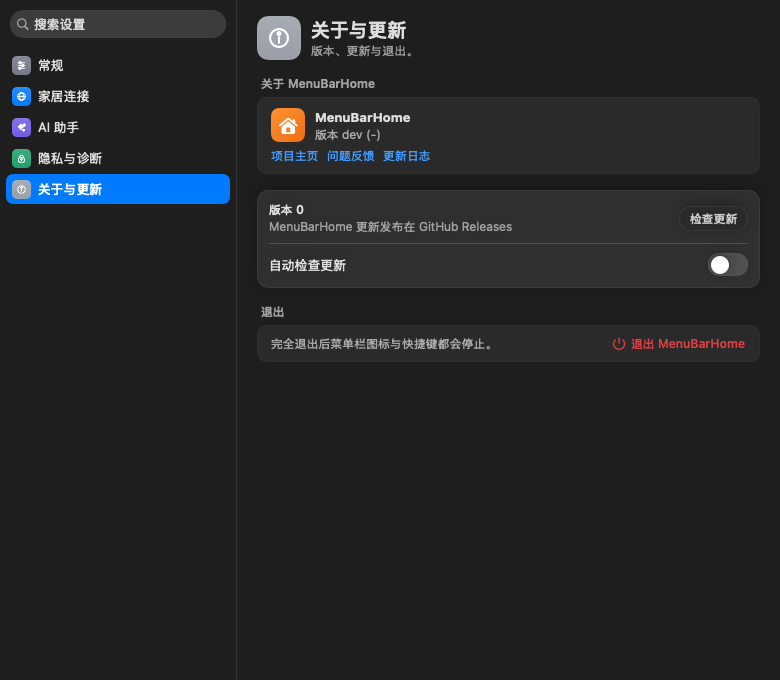 搜索设置
常规
家居连接
AI 助手
隐私与诊断
关于与更新
关于与更新
版本、更新与退出。
关于 MenuBarHome
MenuBarHome
版本 dev (-)
项目主页 问题反馈 更新日志
版本 0
MenuBarHome 更新发布在 GitHub Releases
检查更新
自动检查更新
退出
完全退出后菜单栏图标与快捷键都会停止。
退出 MenuBarHome